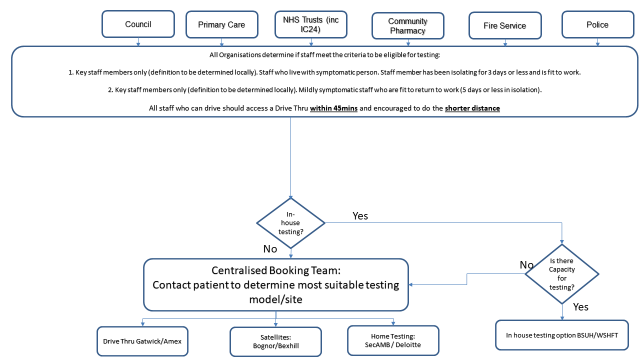 Council
Primary Care
NHS Trusts (inc
IC24)
Community
Pharmacy
Fire Service
Police
All Organisations determine if staff meet the criteria to be eligible for testing:
1. Key staff members only (definition to be determined locally). Staff who live with symptomatic person. Staff member has been isolating for 3 days or less and is fit to work.
2. Key staff members only (definition to be determined locally). Mildly symptomatic staff who are fit to return to work (5 days or less in isolation).
All staff who can drive should access a Drive Thru within 45mins and encouraged to do the shorter distance
In-
house
testing?
Yes
No
Is there
Capacity
for
testing?
No
Yes
Centralised Booking Team:
Contact patient to determine most suitable testing
model/site
Drive Thru Gatwick/Amex
Satellites:
Bognor/Bexhill
Home Testing:
SecAMB / Deloitte
In house testing option BSUH/WSHFT